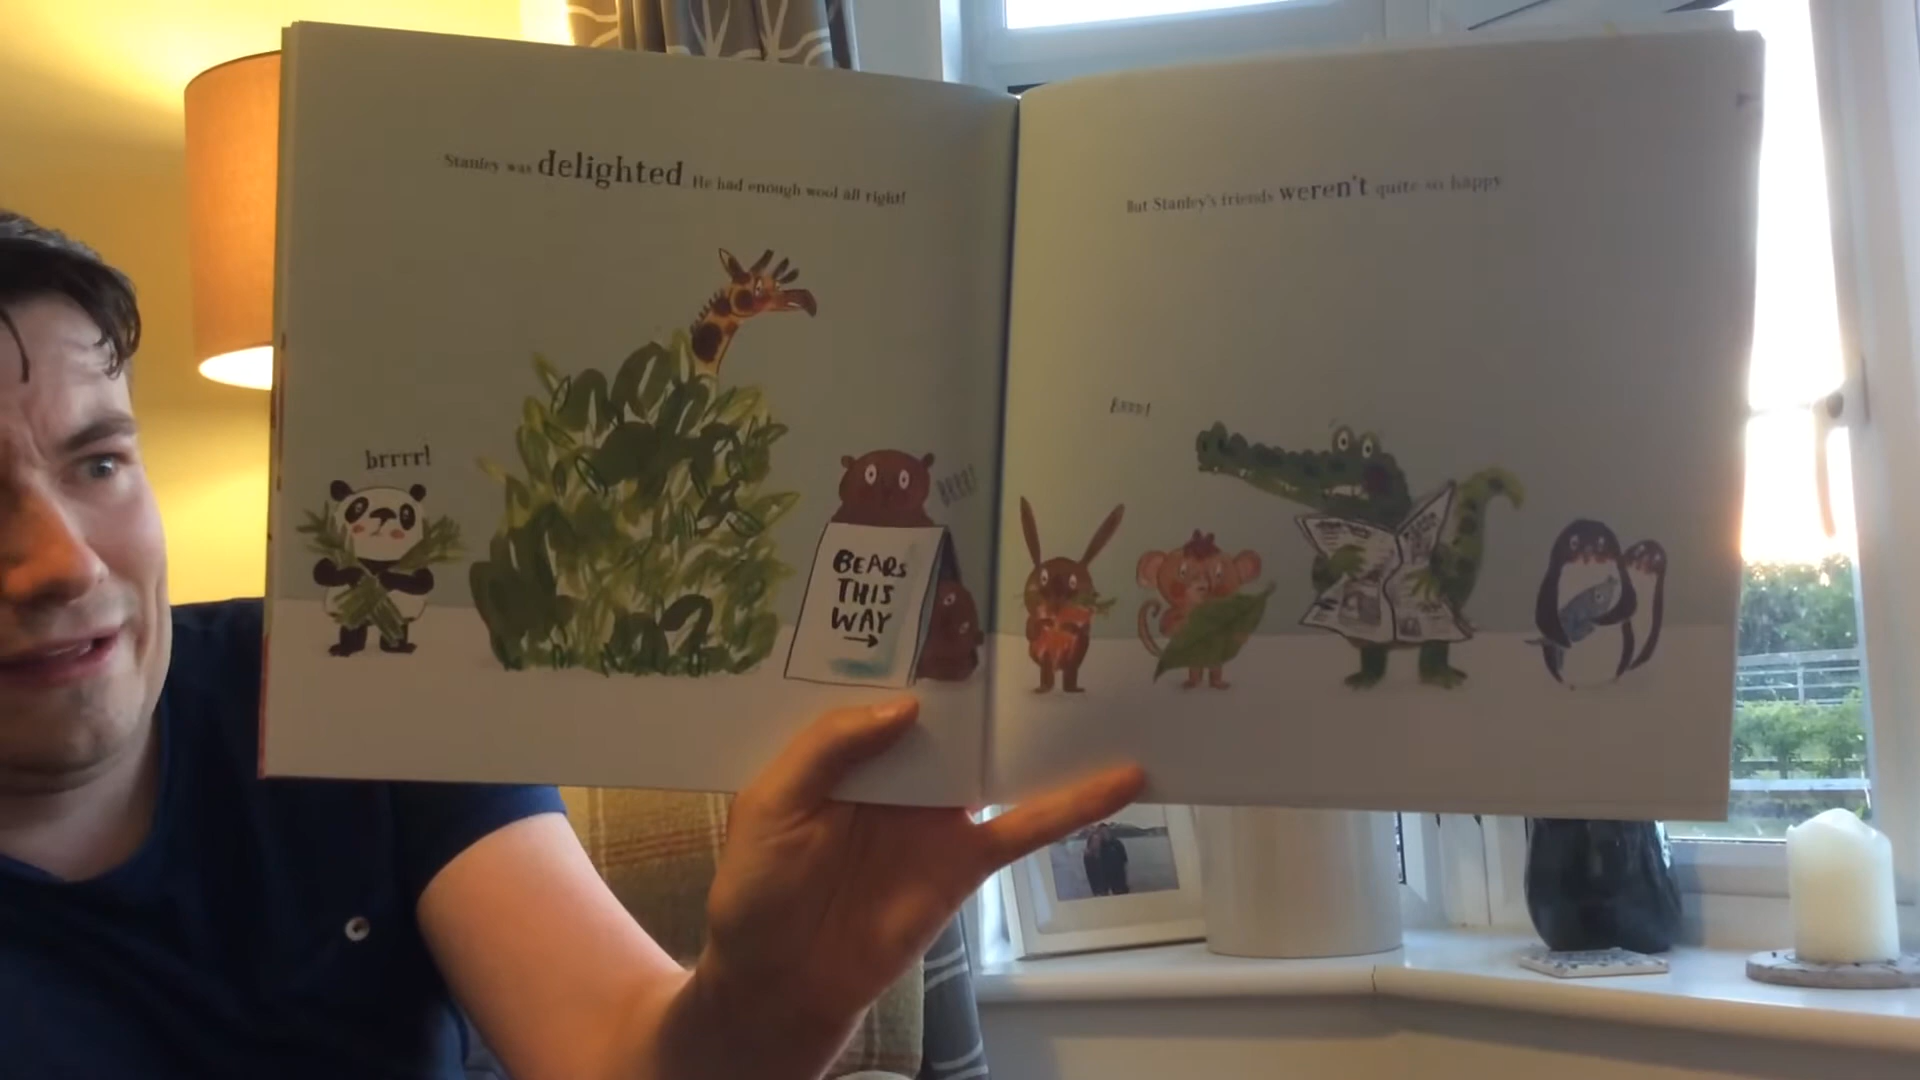 Stanley was delighted. He had enough wool all right!
brrrr!
BRRR!
BEARS
THIS
WAY
But Stanley's friends weren't quite so happy.